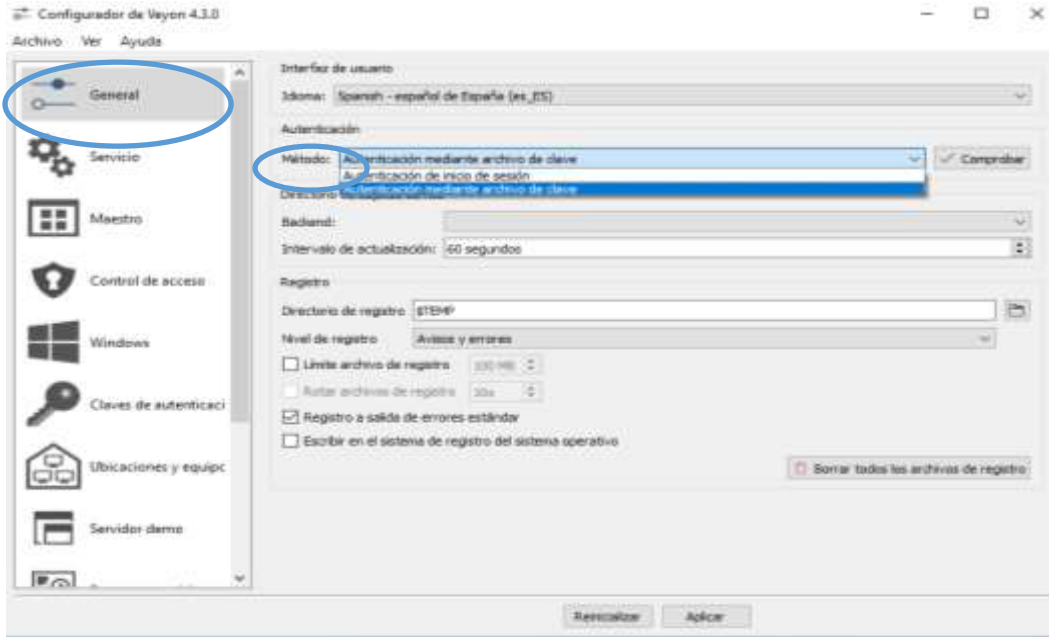 Configurador de Veyon 4.3.0
Archivo Ver Ayuda
General
Servicio
Maestro
Control de acceso
Windows
Claves de autenticaci
Ubicaciones y equipc
Servidor demo
Interfaz de usuario
Idioma: Spanish - español de España (es_ES)
Autenticación
Método: Autenticación mediante archivo de clave Comprobar
Autenticación de inicio de sesión
Autenticación mediante archivo de clave
Backend:
Intervalo de actualización: 60 segundos
Registro
Directorio de registro $TEMP
Nivel de registro Avisos y errores
Límite archivo de registro 100 MB
Rotar archivos de registro 10x
Registro a salida de errores estándar
Escribir en el sistema de registro del sistema operativo
Borrar todos los archivos de registro
Reinicializar Aplicar